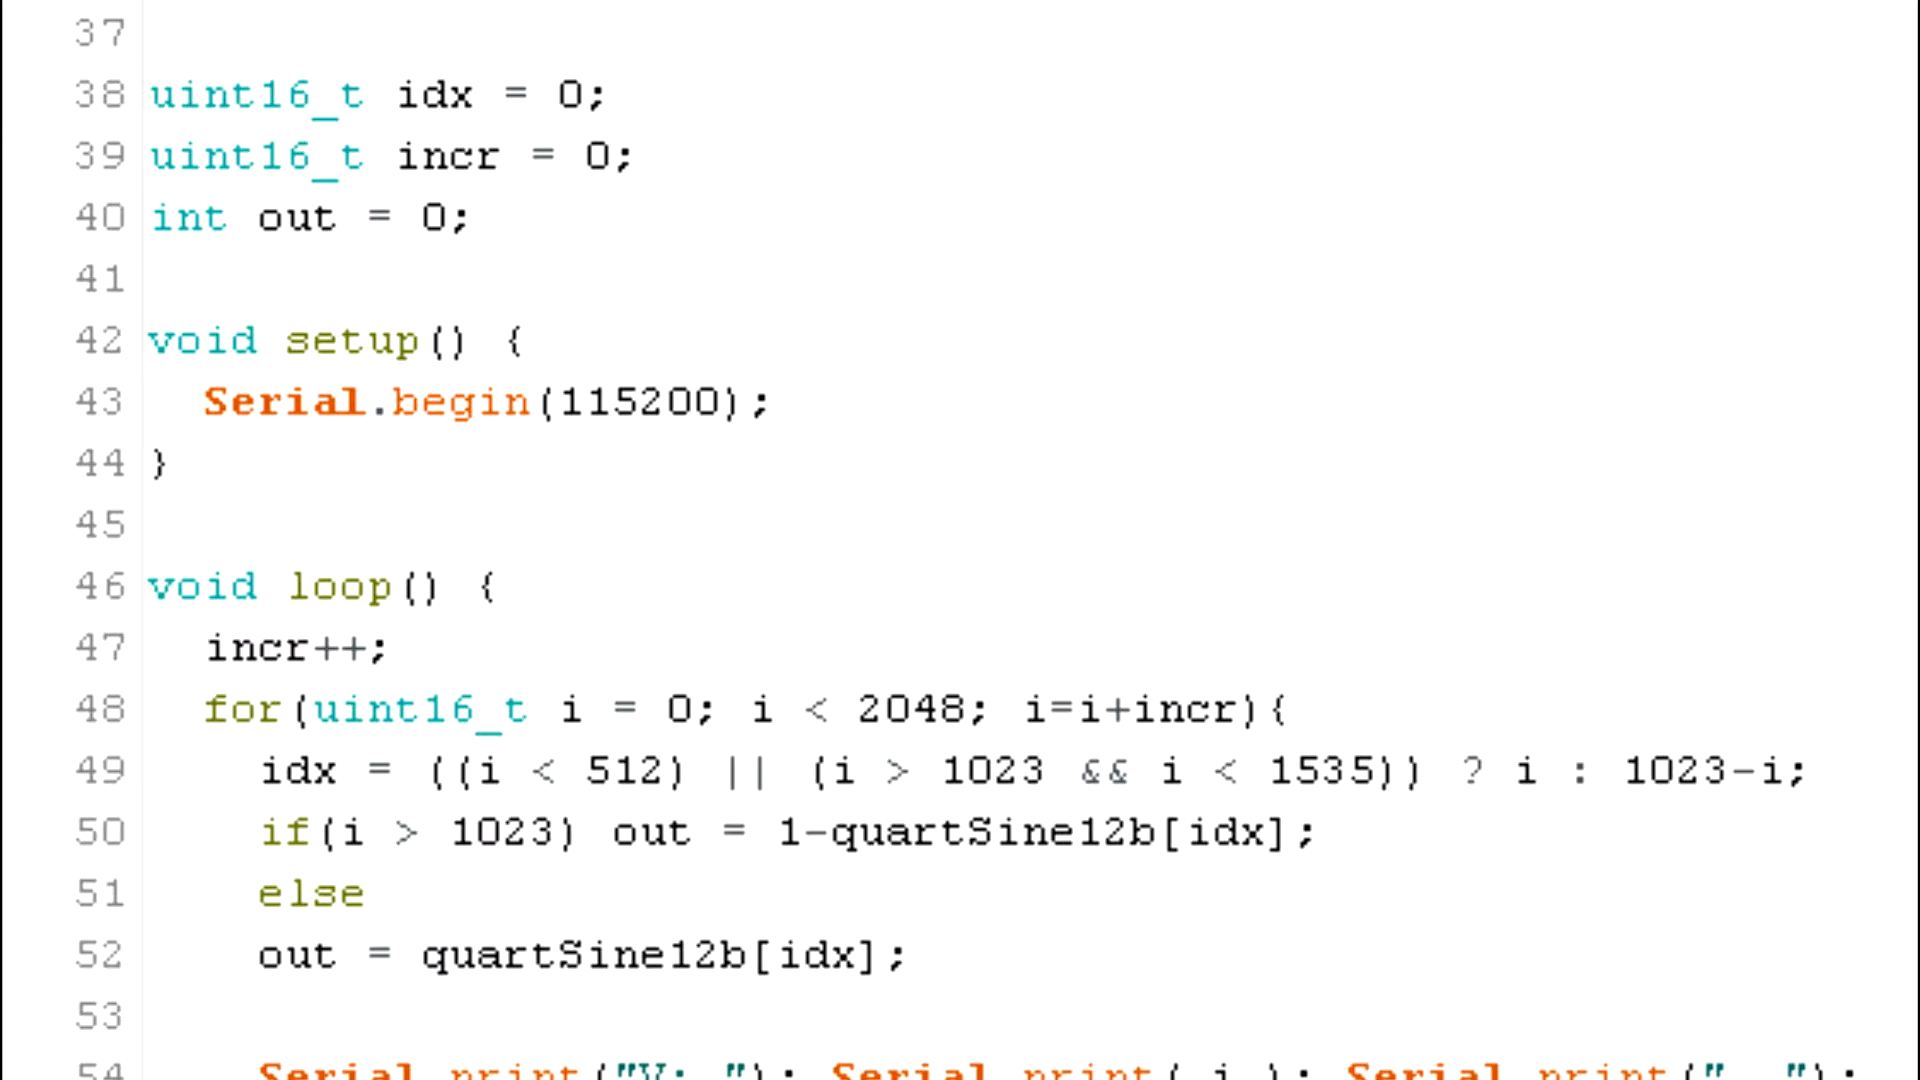 37
38 uint16_t idx = 0;
39 uint16_t incr = 0;
40 int out = 0;
41
42 void setup() {
43   Serial.begin(115200);
44 }
45
46 void loop() {
47   incr++;
48   for(uint16_t i = 0; i < 2048; i=i+incr){
49     idx = ((i < 512) || (i > 1023 && i < 1535)) ? i : 1023-i;
50     if(i > 1023) out = 1-quartSine12b[idx];
51     else
52     out = quartSine12b[idx];
53
54     Serial.print("V: "); Serial.print( i ); Serial.print("  ");